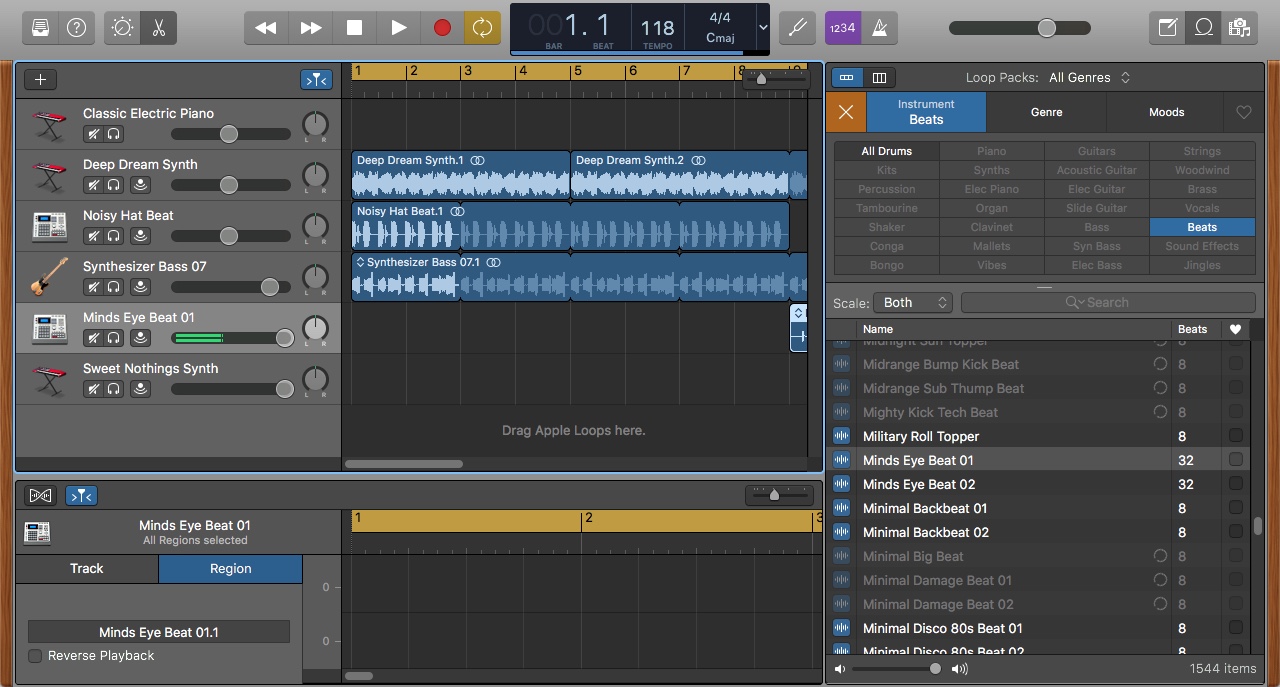 1234
001. 1
BAR
BEAT
118
TEMPO
4/4
Cmaj
1 2 3 4 5 6 7 8
Classic Electric Piano
L R
Deep Dream Synth
L R
Noisy Hat Beat
L R
Synthesizer Bass 07
L R
Minds Eye Beat 01
L R
Sweet Nothings Synth
L R
Deep Dream Synth.1
Deep Dream Synth.2
Noisy Hat Beat.1
Synthesizer Bass 07.1
Drag Apple Loops here.
Minds Eye Beat 01
All Regions selected
Track
Region
Minds Eye Beat 01.1
Reverse Playback
1 2 3
0
0
Loop Packs: All Genres
Instrument
Beats
Genre
Moods
All Drums Piano Guitars Strings
Kits Synths Acoustic Guitar Woodwind
Percussion Elec Piano Elec Guitar Brass
Tambourine Organ Slide Guitar Vocals
Shaker Clavinet Bass Beats
Conga Mallets Syn Bass Sound Effects
Bongo Vibes Elec Bass Jingles
Scale: Both
Search
Name Beats
Midnight Sun Topper 8
Midrange Bump Kick Beat 8
Midrange Sub Thump Beat 8
Mighty Kick Tech Beat 8
Military Roll Topper 8
Minds Eye Beat 01 32
Minds Eye Beat 02 32
Minimal Backbeat 01 8
Minimal Backbeat 02 8
Minimal Big Beat 8
Minimal Damage Beat 01 8
Minimal Damage Beat 02 8
Minimal Disco 80s Beat 01 8
Minimal Disco 80s Beat 02 8
1544 items